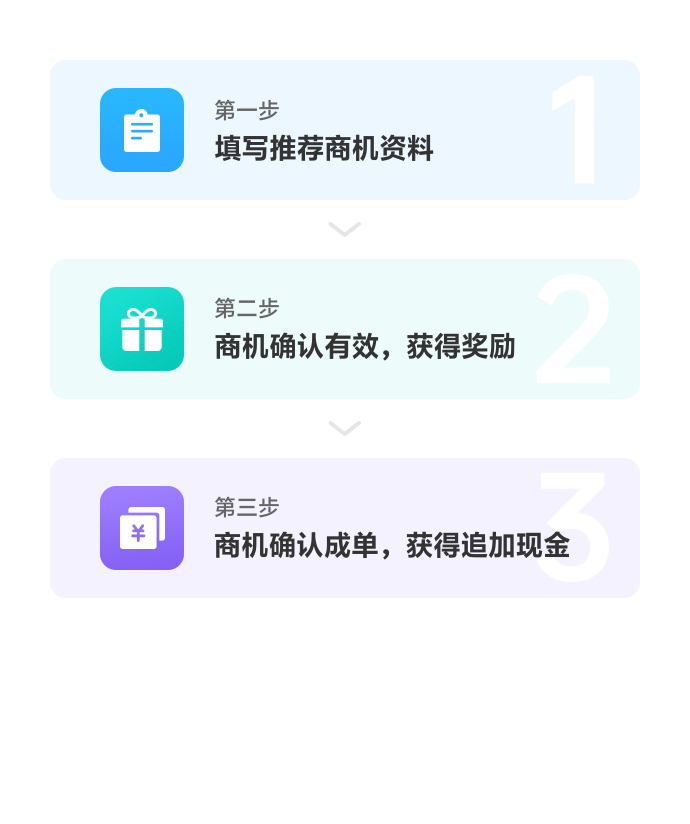 第一步
填写推荐商机资料
1
第二步
商机确认有效，获得奖励
2
第三步
商机确认成单，获得追加现金
3
¥